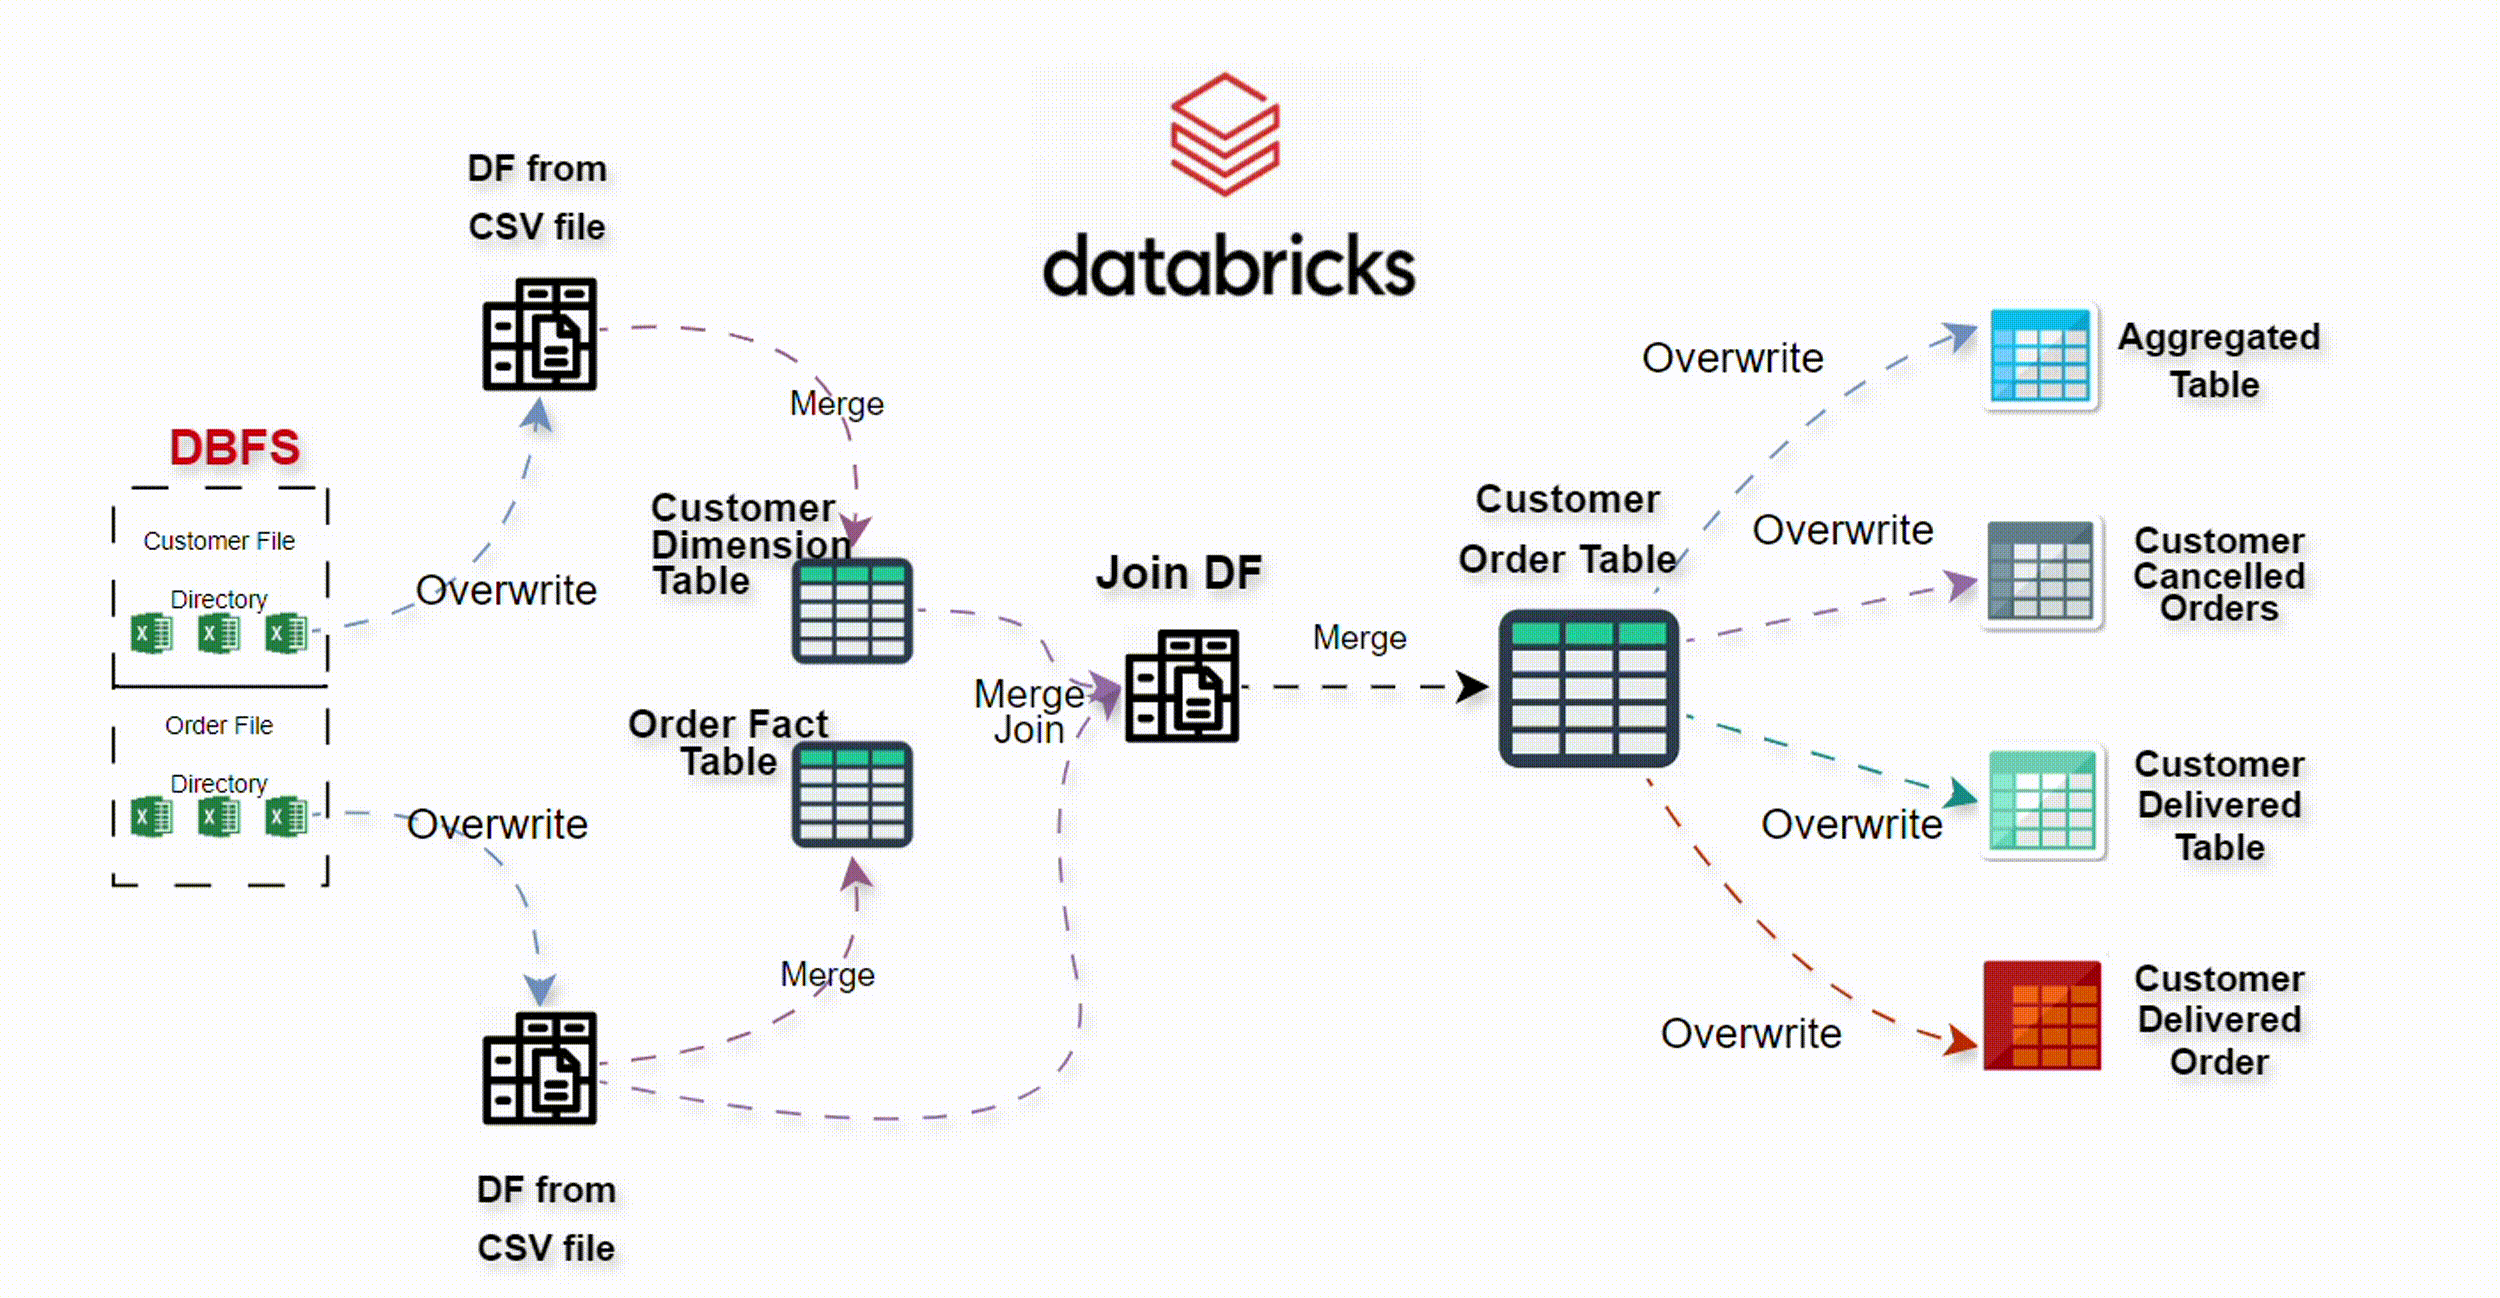 databricks
DF from
CSV file
DBFS
Customer File
Directory
Order File
Directory
Overwrite
Overwrite
Merge
Customer
Dimension
Table
Order Fact
Table
Merge
DF from
CSV file
Merge
Join
Join DF
Merge
Customer
Order Table
Overwrite
Aggregated
Table
Overwrite
Customer
Cancelled
Orders
Overwrite
Customer
Delivered
Table
Overwrite
Customer
Delivered
Order